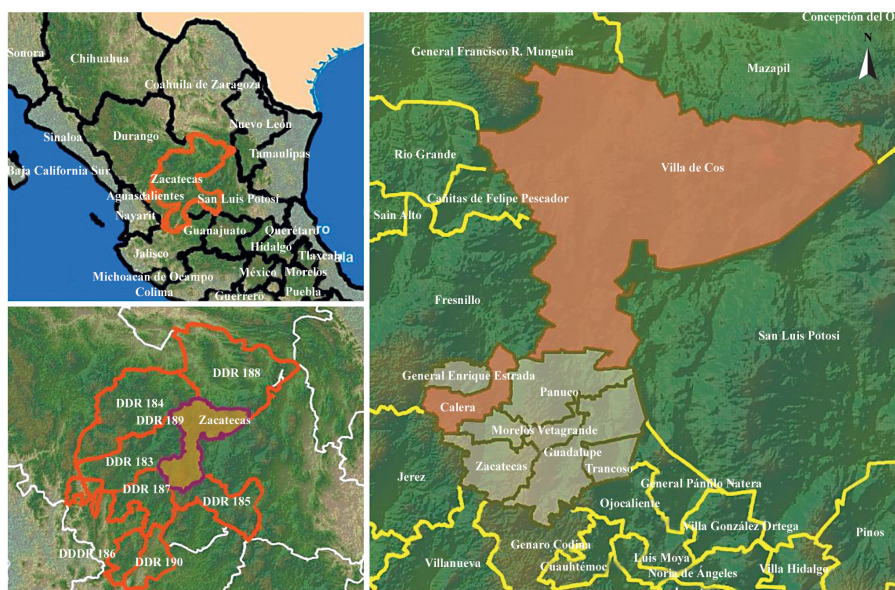 Sonora
Chihuahua
Coahuila de Zaragoza
Nuevo León
Sinaloa
Durango
Tamaulípas
Baja California Sur
Zacatecas
Aguascalientes
San Luis Potosí
Nayarit
Guanajuato
Querétaro
ro
Hidalgo
Jalisco
Tlaxcala
ala
México
Morelos
Michoacán de Ocampo
Colima
Guerrero
Puebla
DDR 188
DDR 184
DDR 189
Zacatecas
DDR 183
DDR 187
DDR 185
DDDR 186
DDR 190
Concepción del O
General Francisco R. Munguía
N
Mazapil
Rio Grande
Villa de Cos
Cañitas de Felipe Pescador
Sain Alto
Fresnillo
San Luis Potosí
General Enrique Estrada
Panuco
Calera
Morelos Vetagrande
Guadalupe
Zacatecas
Trancoso
Jerez
General Pánfilo Natera
Ojocaliente
Villa González Ortega
Pinos
Genaro Codina
Luis Moya
Villanueva
Cuauhtémoc
Noria de Ángeles
Villa Hidalgo